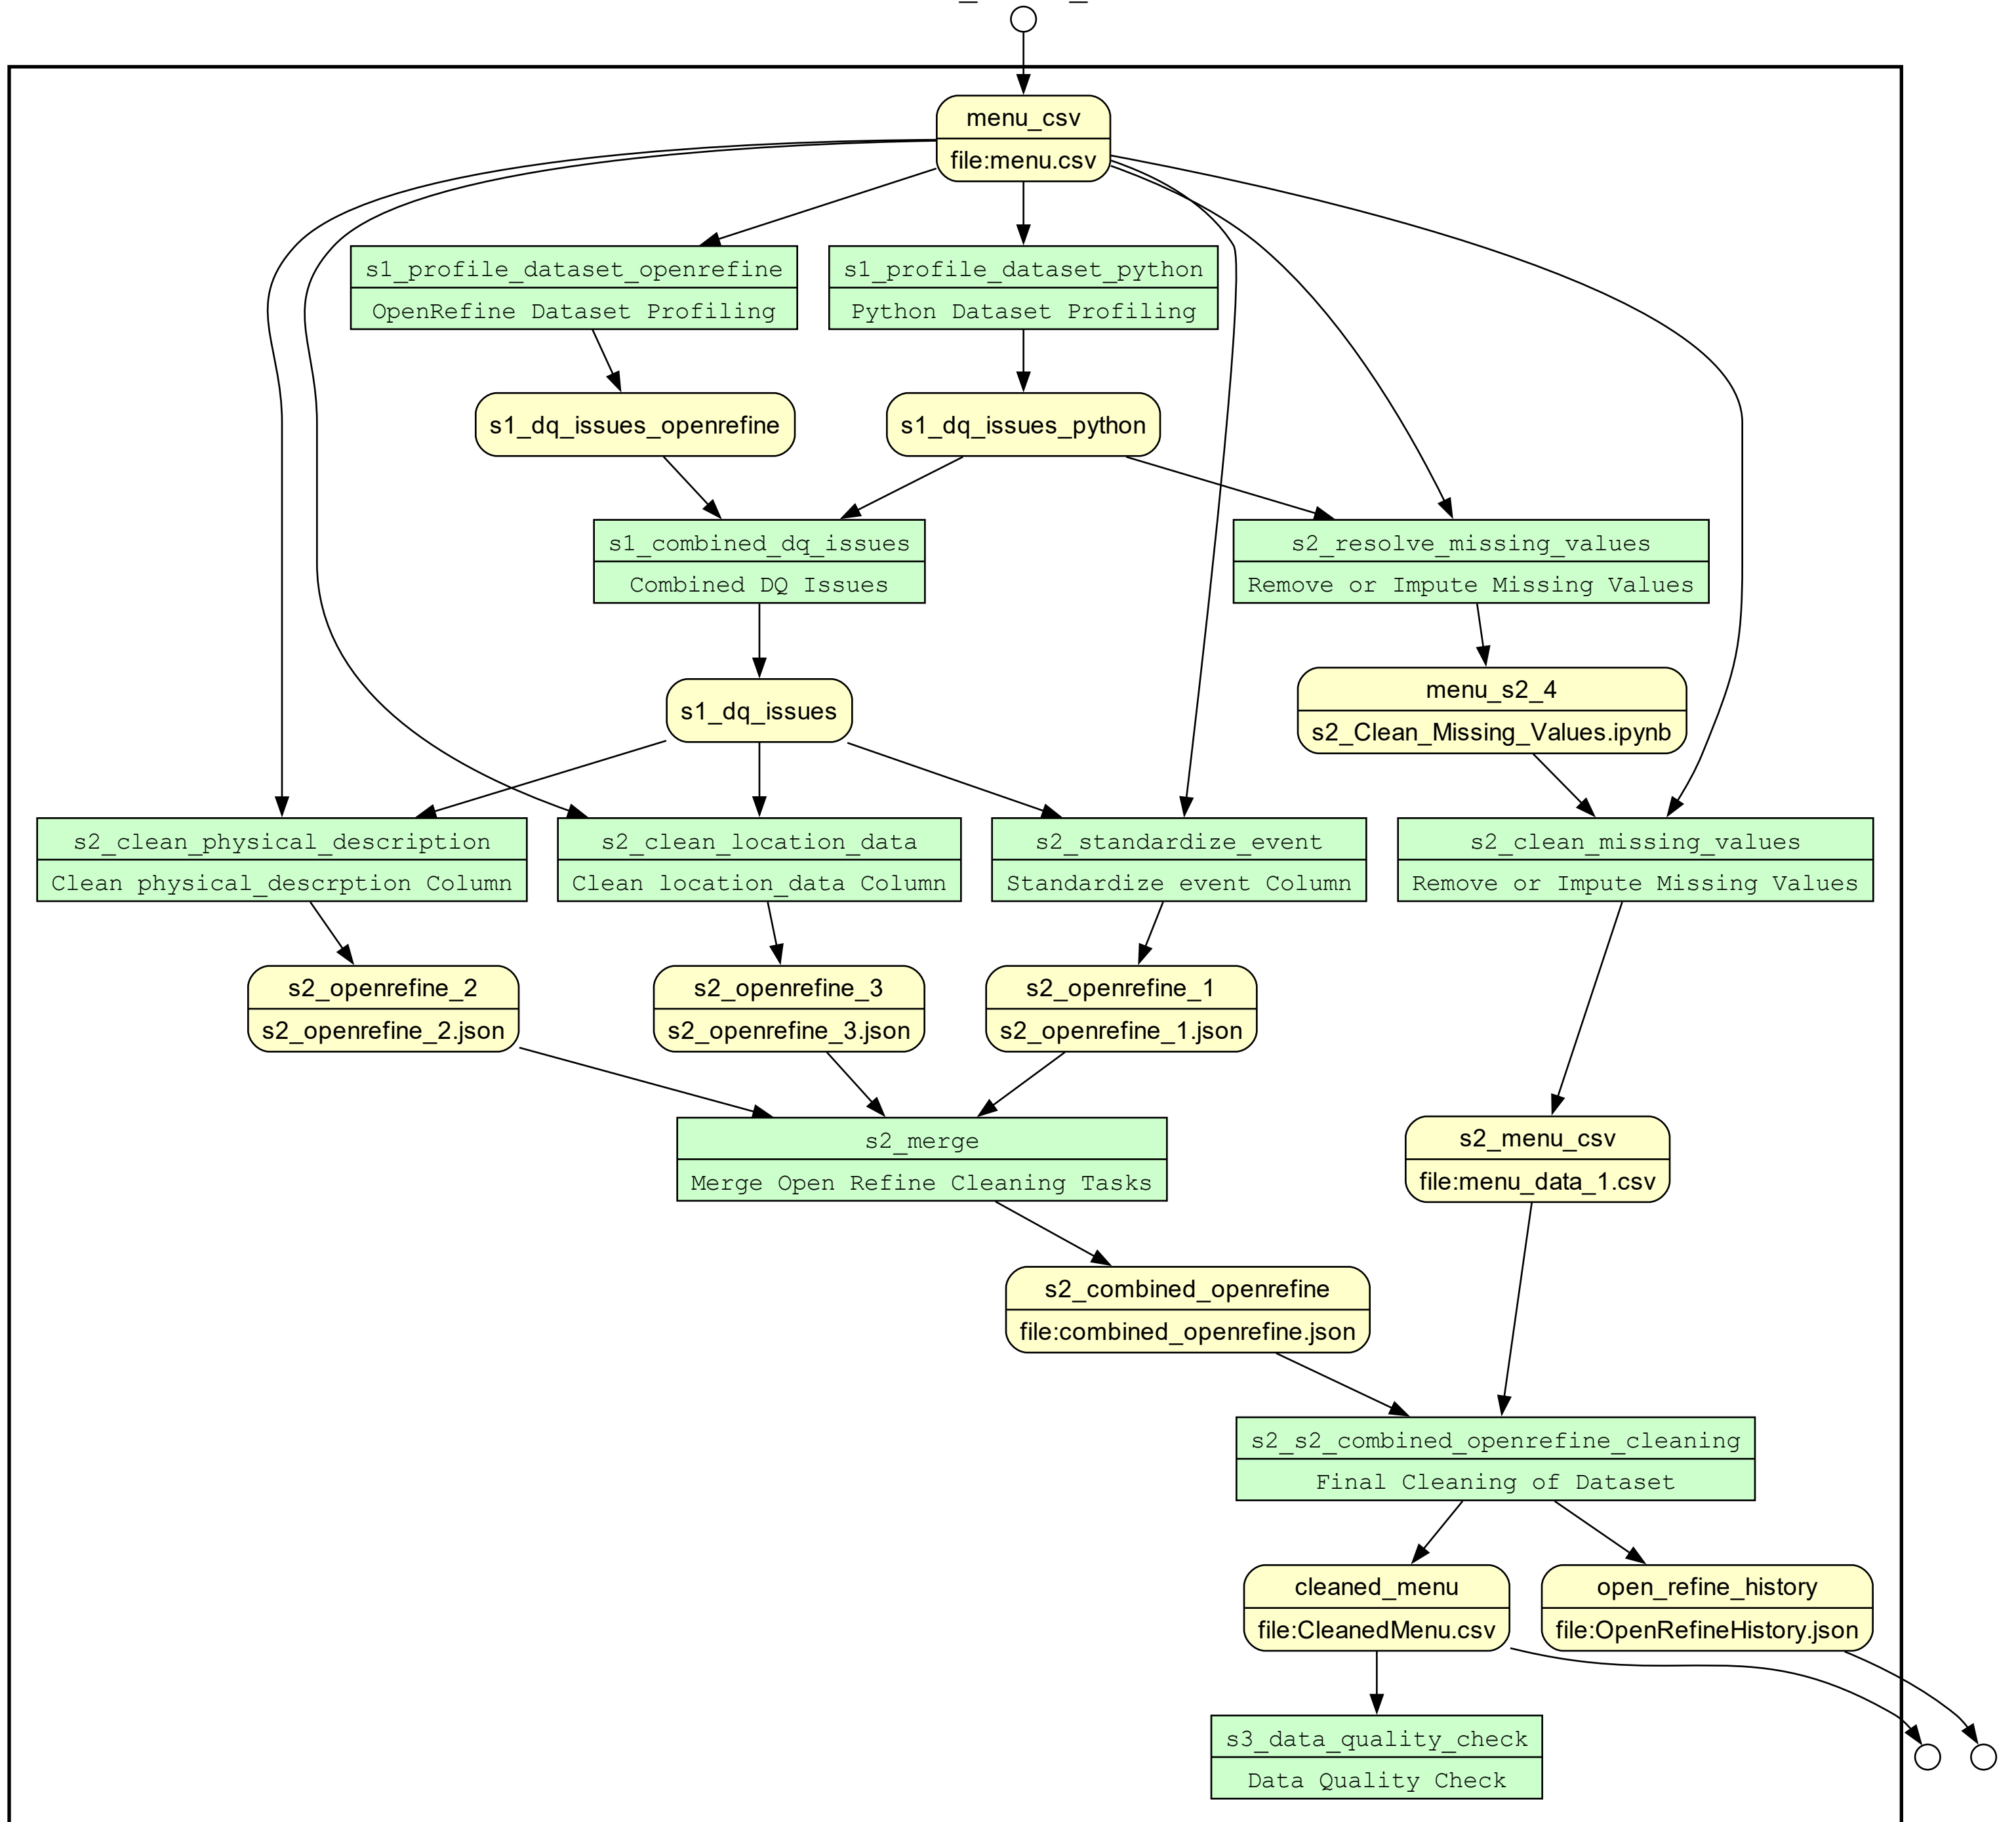 menu_csv
file:menu.csv
s1_profile_dataset_openrefine
OpenRefine Dataset Profiling
s1_profile_dataset_python
Python Dataset Profiling
s1_dq_issues_openrefine
s1_dq_issues_python
s1_combined_dq_issues
Combined DQ Issues
s2_resolve_missing_values
Remove or Impute Missing Values
s1_dq_issues
menu_s2_4
s2_Clean_Missing_Values.ipynb
s2_clean_physical_description
Clean physical_descrption Column
s2_clean_location_data
Clean location_data Column
s2_standardize_event
Standardize event Column
s2_clean_missing_values
Remove or Impute Missing Values
s2_openrefine_2
s2_openrefine_2.json
s2_openrefine_3
s2_openrefine_3.json
s2_openrefine_1
s2_openrefine_1.json
s2_merge
Merge Open Refine Cleaning Tasks
s2_menu_csv
file:menu_data_1.csv
s2_combined_openrefine
file:combined_openrefine.json
s2_s2_combined_openrefine_cleaning
Final Cleaning of Dataset
cleaned_menu
file:CleanedMenu.csv
open_refine_history
file:OpenRefineHistory.json
s3_data_quality_check
Data Quality Check